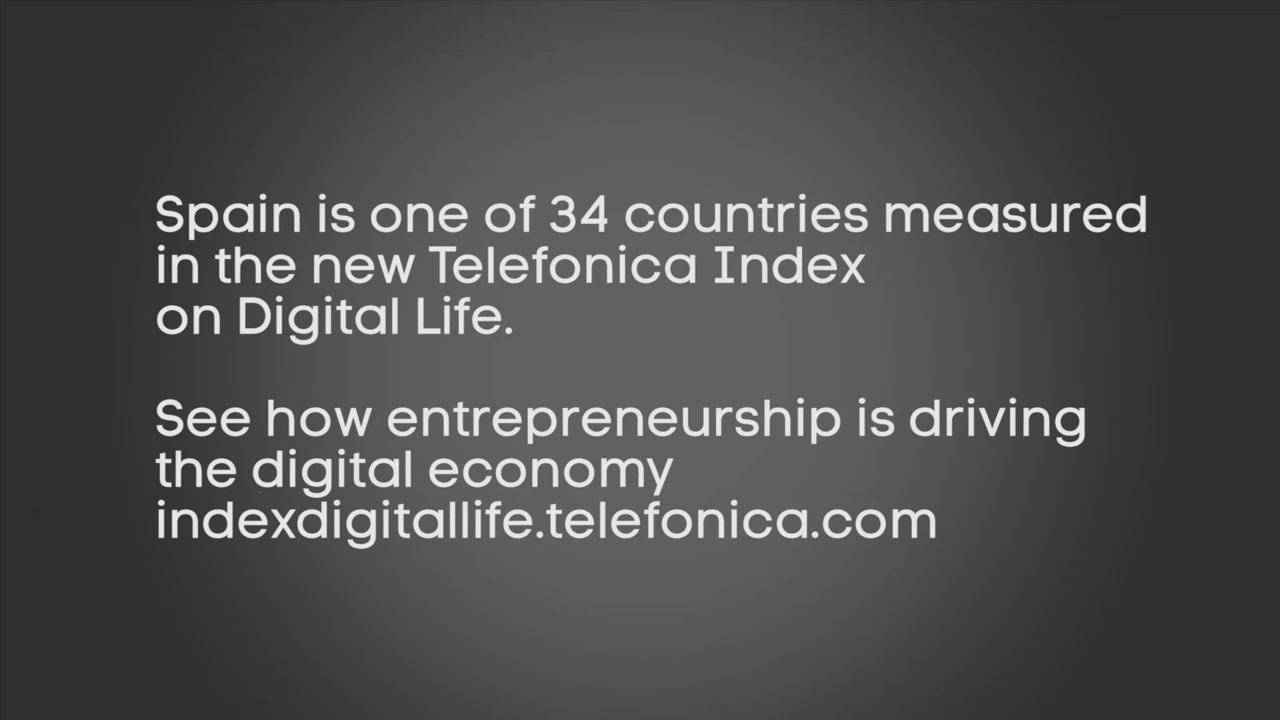 Spain is one of 34 countries measured
in the new Telefonica Index
on Digital Life.
See how entrepreneurship is driving
the digital economy
indexdigitallife.telefonica.com